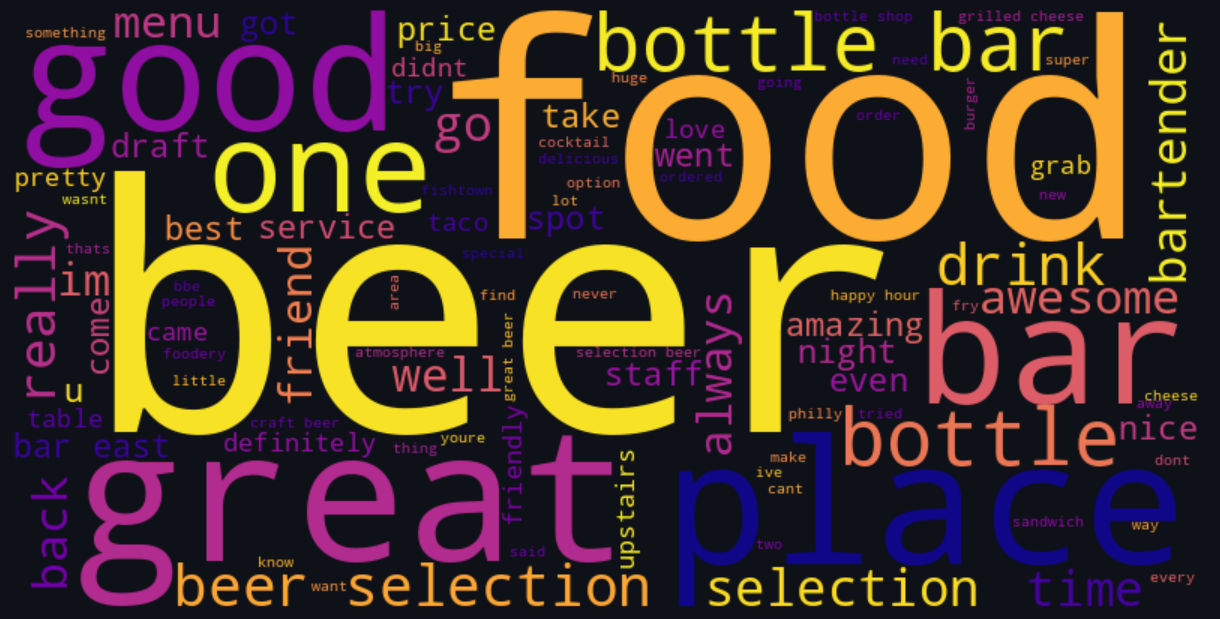 something
menu
got
price
big
didnt
try
good
food
bottle bar
bottle shop
grilled cheese
need
super
huge
going
burger
bartender
take
go
love
went
ordered
order
cocktail
delicious
option
lot
grab
new
draft
one
pretty
wasnt
fishtown
taco
spot
best
service
special
really
thats
im
come
beer
bbe
people
came
foodery
little
friend
area
find
never
happy hour
drink
fry
awesome
amazing
night
even
bar
atmosphere
well
great beer
selection beer
staff
always
u
table
bar east
craft beer
definitely
thing
youre
friendly
philly
tried
cheese
away
bottle
nice
dont
back
great
said
upstairs
make
ive
cant
place
two
sandwich
way
know
beer selection
want
selection
time
every